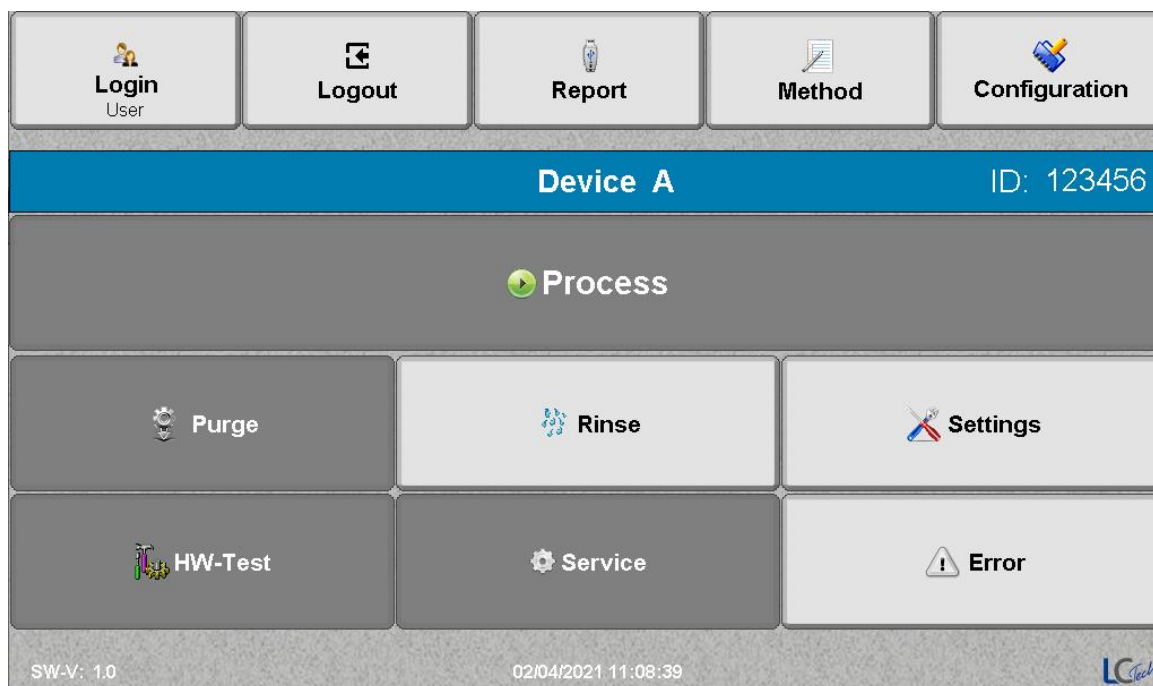 Login
User
Logout
Report
Method
Configuration
Device A
ID: 123456
Process
Purge
Rinse
Settings
HW-Test
Service
Error
SW-V: 1.0
02/04/2021 11:08:39
LCTech